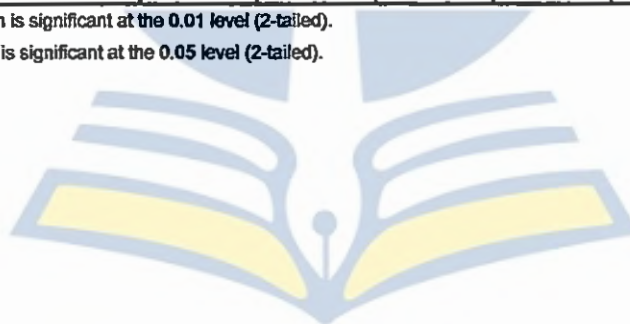 n is significant at the 0.01 level (2-tailed).
is significant at the 0.05 level (2-tailed).